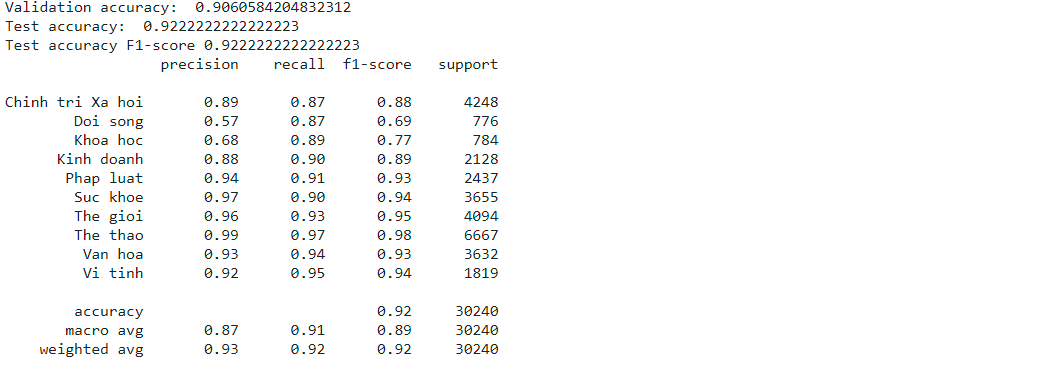 Validation accuracy:  0.9060584204832312
Test accuracy:  0.9222222222222223
Test accuracy F1-score 0.9222222222222223
precision    recall  f1-score   support
Chinh tri Xa hoi       0.89      0.87      0.88      4248
Doi song       0.57      0.87      0.69       776
Khoa hoc       0.68      0.89      0.77       784
Kinh doanh       0.88      0.90      0.89      2128
Phap luat       0.94      0.91      0.93      2437
Suc khoe       0.97      0.90      0.94      3655
The gioi       0.96      0.93      0.95      4094
The thao       0.99      0.97      0.98      6667
Van hoa       0.93      0.94      0.93      3632
Vi tinh       0.92      0.95      0.94      1819
accuracy                           0.92     30240
macro avg       0.87      0.91      0.89     30240
weighted avg       0.93      0.92      0.92     30240